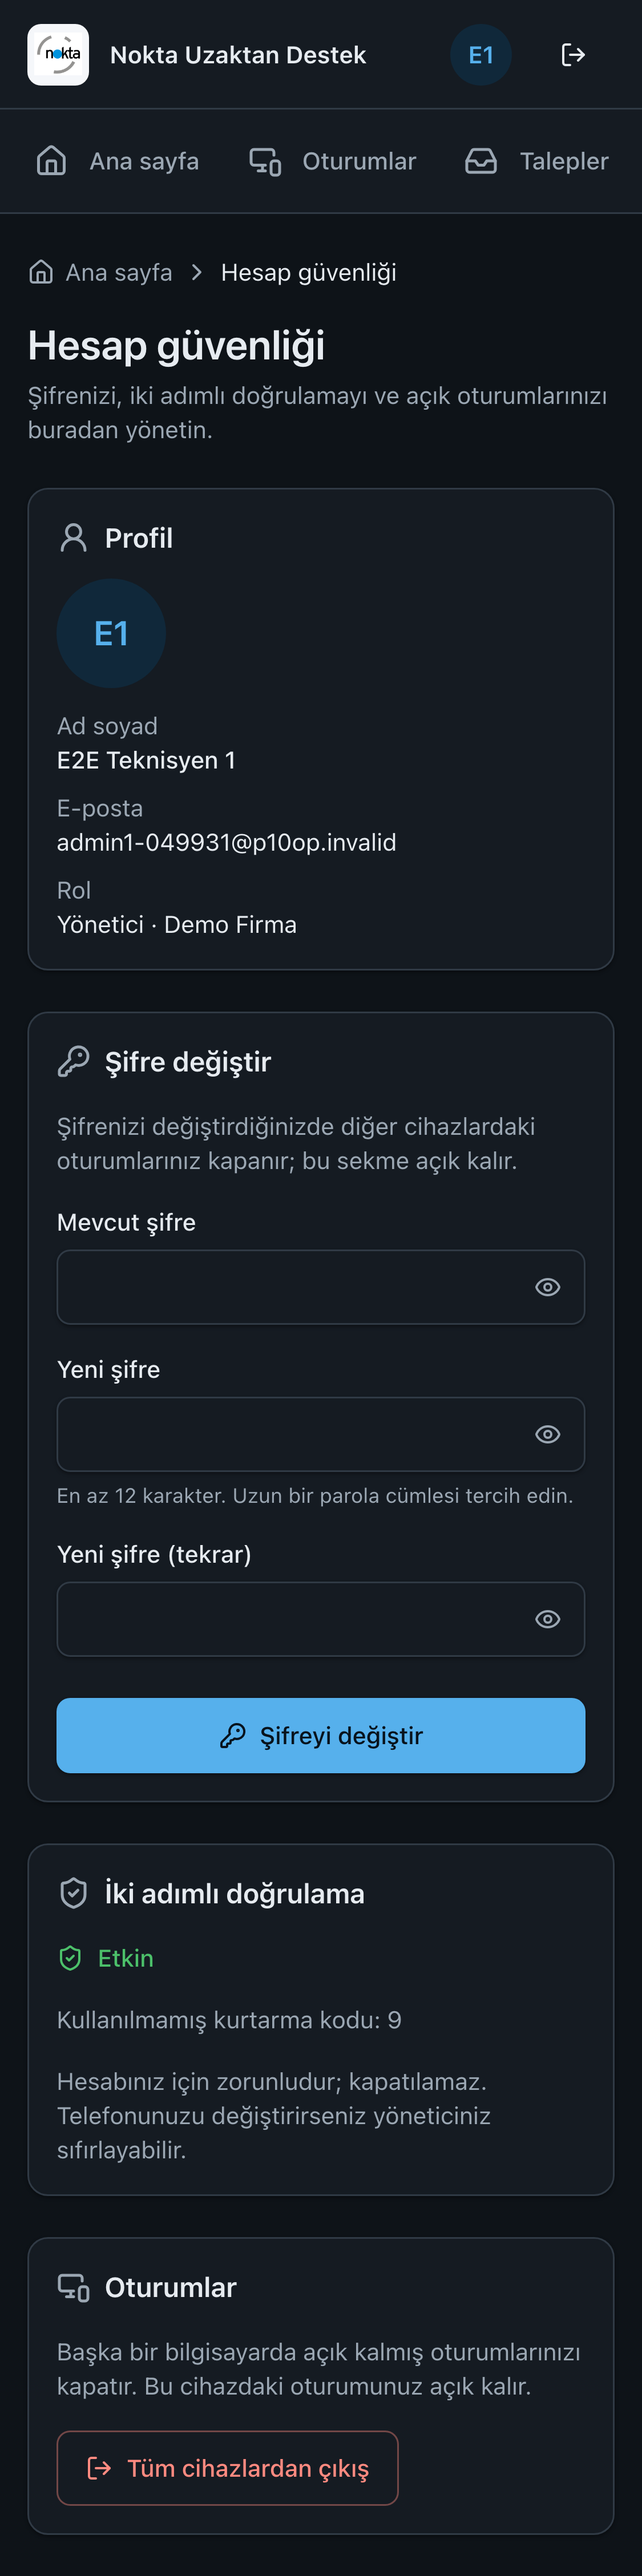 nokta
Nokta Uzaktan Destek
E1
Ana sayfa
Oturumlar
Talepler
Ana sayfa
Hesap güvenliği
Hesap güvenliği
Şifrenizi, iki adımlı doğrulamayı ve açık oturumlarınızı
buradan yönetin.
Profil
E1
Ad soyad
E2E Teknisyen 1
E-posta
admin1-049931@p10op.invalid
Rol
Yönetici · Demo Firma
Şifre değiştir
Şifrenizi değiştirdiğinizde diğer cihazlardaki
oturumlarınız kapanır; bu sekme açık kalır.
Mevcut şifre
Yeni şifre
En az 12 karakter. Uzun bir parola cümlesi tercih edin.
Yeni şifre (tekrar)
Şifreyi değiştir
İki adımlı doğrulama
Etkin
Kullanılmamış kurtarma kodu: 9
Hesabınız için zorunludur; kapatılamaz.
Telefonunuzu değiştirirseniz yöneticiniz
sıfırlayabilir.
Oturumlar
Başka bir bilgisayarda açık kalmış oturumlarınızı
kapatır. Bu cihazdaki oturumunuz açık kalır.
Tüm cihazlardan çıkış